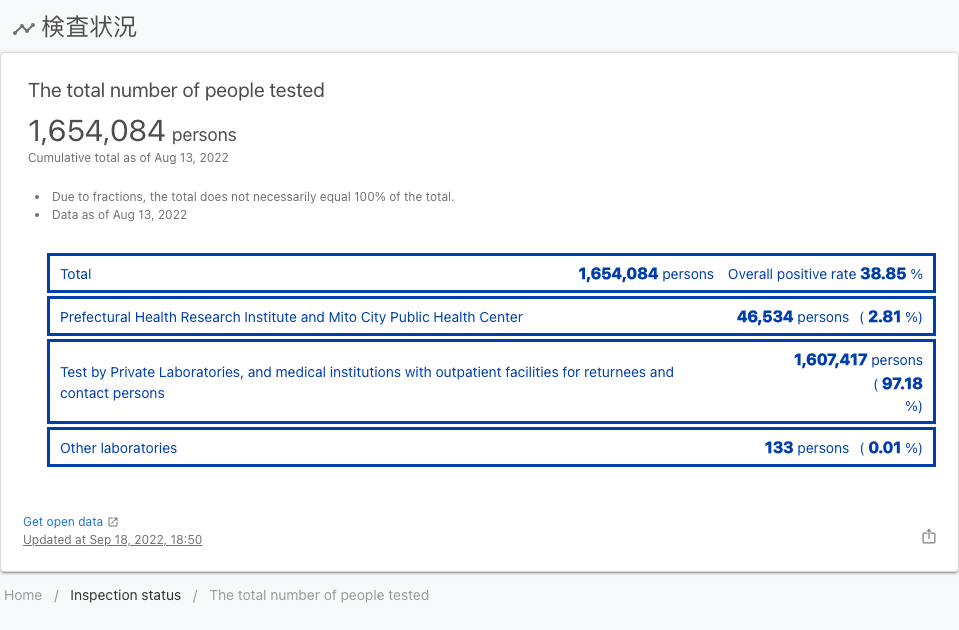 検査状況
The total number of people tested
1,654,084 persons
Cumulative total as of Aug 13, 2022
• Due to fractions, the total does not necessarily equal 100% of the total.
• Data as of Aug 13, 2022
Total 1,654,084 persons Overall positive rate 38.85 %
Prefectural Health Research Institute and Mito City Public Health Center 46,534 persons ( 2.81 %)
Test by Private Laboratories, and medical institutions with outpatient facilities for returnees and
contact persons
1,607,417 persons
( 97.18
%)
Other laboratories 133 persons ( 0.01 %)
Get open data
Updated at Sep 18, 2022, 18:50
Home / Inspection status / The total number of people tested